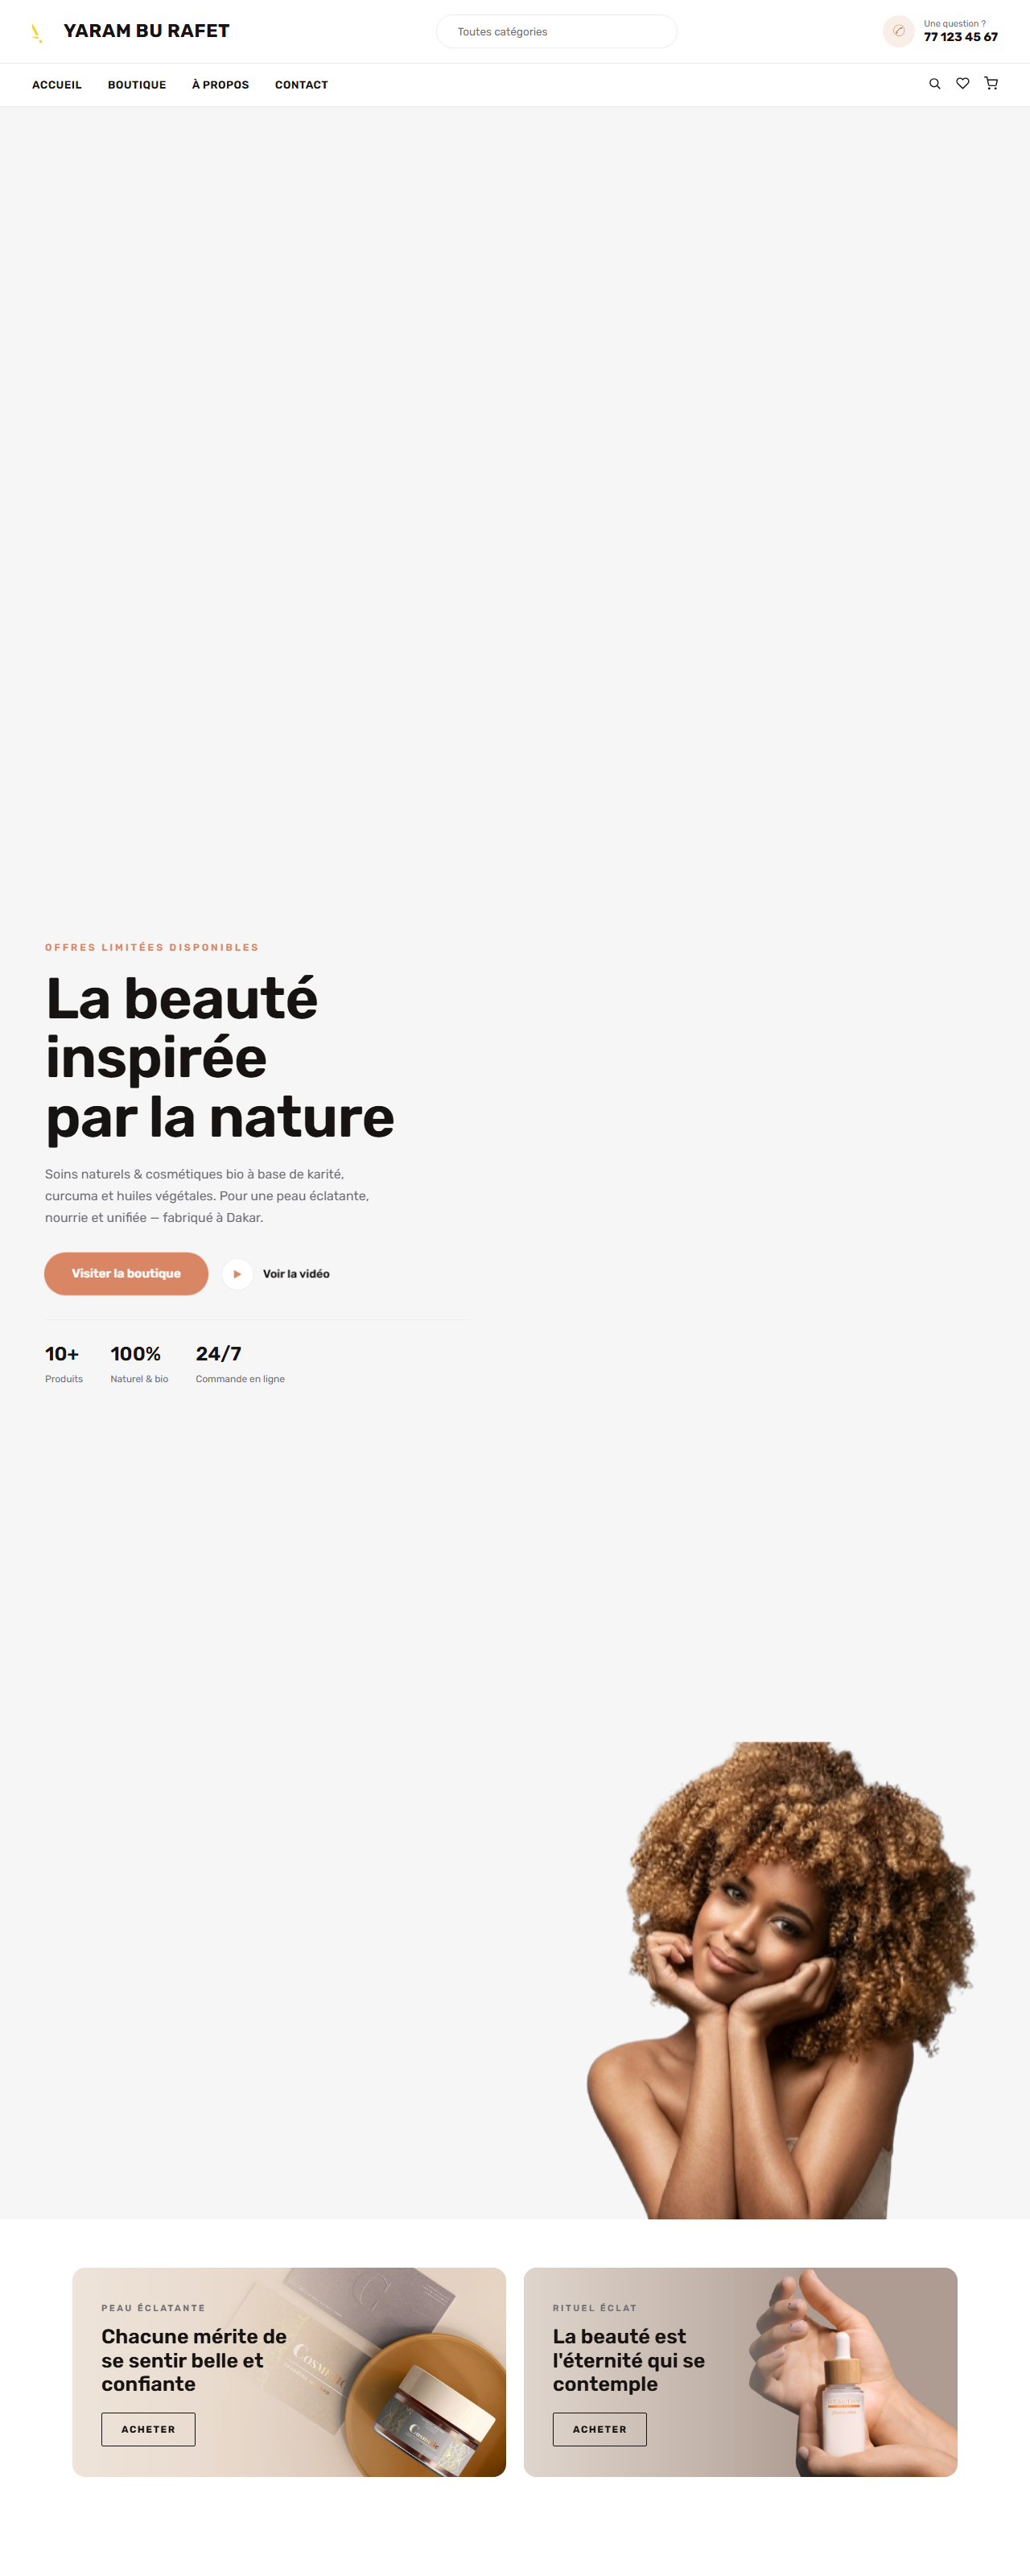 YARAM BU RAFET
Toutes catégories
Une question ?
77 123 45 67
ACCUEIL
BOUTIQUE
À PROPOS
CONTACT
OFFRES LIMITÉES DISPONIBLES
La beauté
inspirée
par la nature
Soins naturels & cosmétiques bio à base de karité,
curcuma et huiles végétales. Pour une peau éclatante,
nourrie et unifiée — fabriqué à Dakar.
Visiter la boutique
Voir la vidéo
10+
Produits
100%
Naturel & bio
24/7
Commande en ligne
PEAU ÉCLATANTE
Chacune mérite de
se sentir belle et
confiante
ACHETER
RITUEL ÉCLAT
La beauté est
l'éternité qui se
contemple
ACHETER